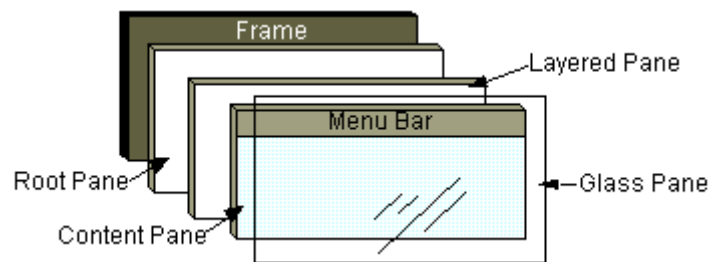 Frame
Layered Pane
Menu Bar
Root Pane
Glass Pane
Content Pane